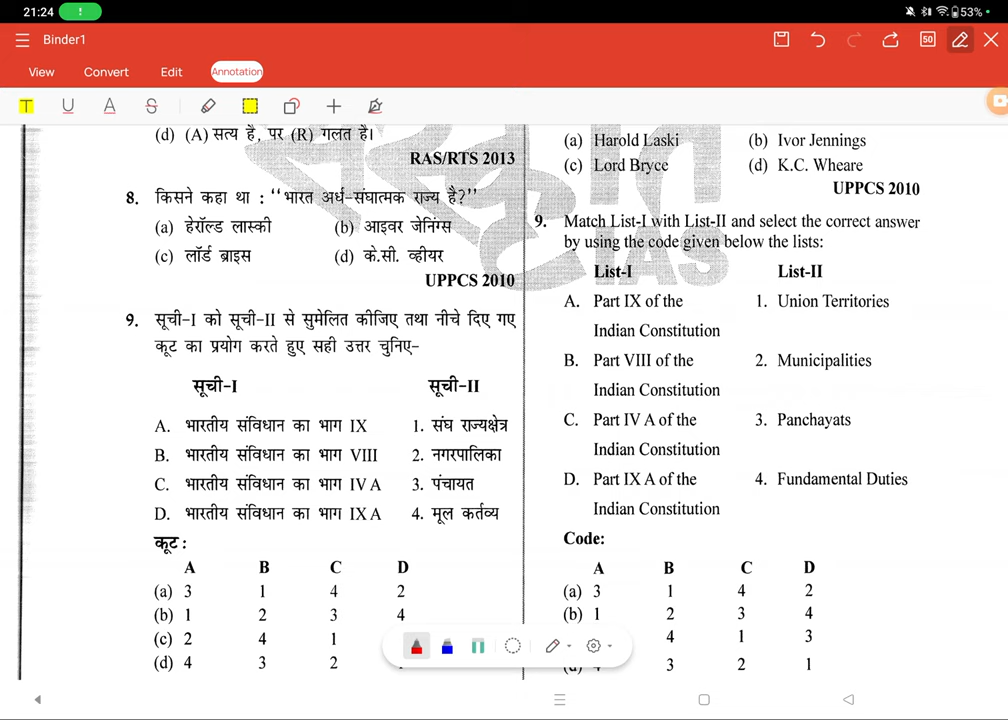 21:24
53%
Binder1
50
View Convert Edit Annotation
T U A S
(d) (A) सत्य है, पर (R) गलत है।
RAS/RTS 2013
8. किसने कहा था : ‘‘भारत अर्ध-संघात्मक राज्य है?’’
(a) हेरॉल्ड लास्की (b) आइवर जेनिंग्स
(c) लॉर्ड ब्राइस (d) के.सी. व्हीयर
UPPCS 2010
9. सूची-I को सूची-II से सुमेलित कीजिए तथा नीचे दिए गए
कूट का प्रयोग करते हुए सही उत्तर चुनिए-
सूची-I सूची-II
A. भारतीय संविधान का भाग IX 1. संघ राज्यक्षेत्र
B. भारतीय संविधान का भाग VIII 2. नगरपालिका
C. भारतीय संविधान का भाग IV A 3. पंचायत
D. भारतीय संविधान का भाग IX A 4. मूल कर्तव्य
कूट :
A B C D
(a) 3 1 4 2
(b) 1 2 3 4
(c) 2 4 1
(d) 4 3 2
(a) Harold Laski (b) Ivor Jennings
(c) Lord Bryce (d) K.C. Wheare
UPPCS 2010
9. Match List-I with List-II and select the correct answer
by using the code given below the lists:
List-I List-II
A. Part IX of the 1. Union Territories
Indian Constitution
B. Part VIII of the 2. Municipalities
Indian Constitution
C. Part IV A of the 3. Panchayats
Indian Constitution
D. Part IX A of the 4. Fundamental Duties
Indian Constitution
Code:
A B C D
(a) 3 1 4 2
(b) 1 2 3 4
4 1 3
3 2 1
IAS